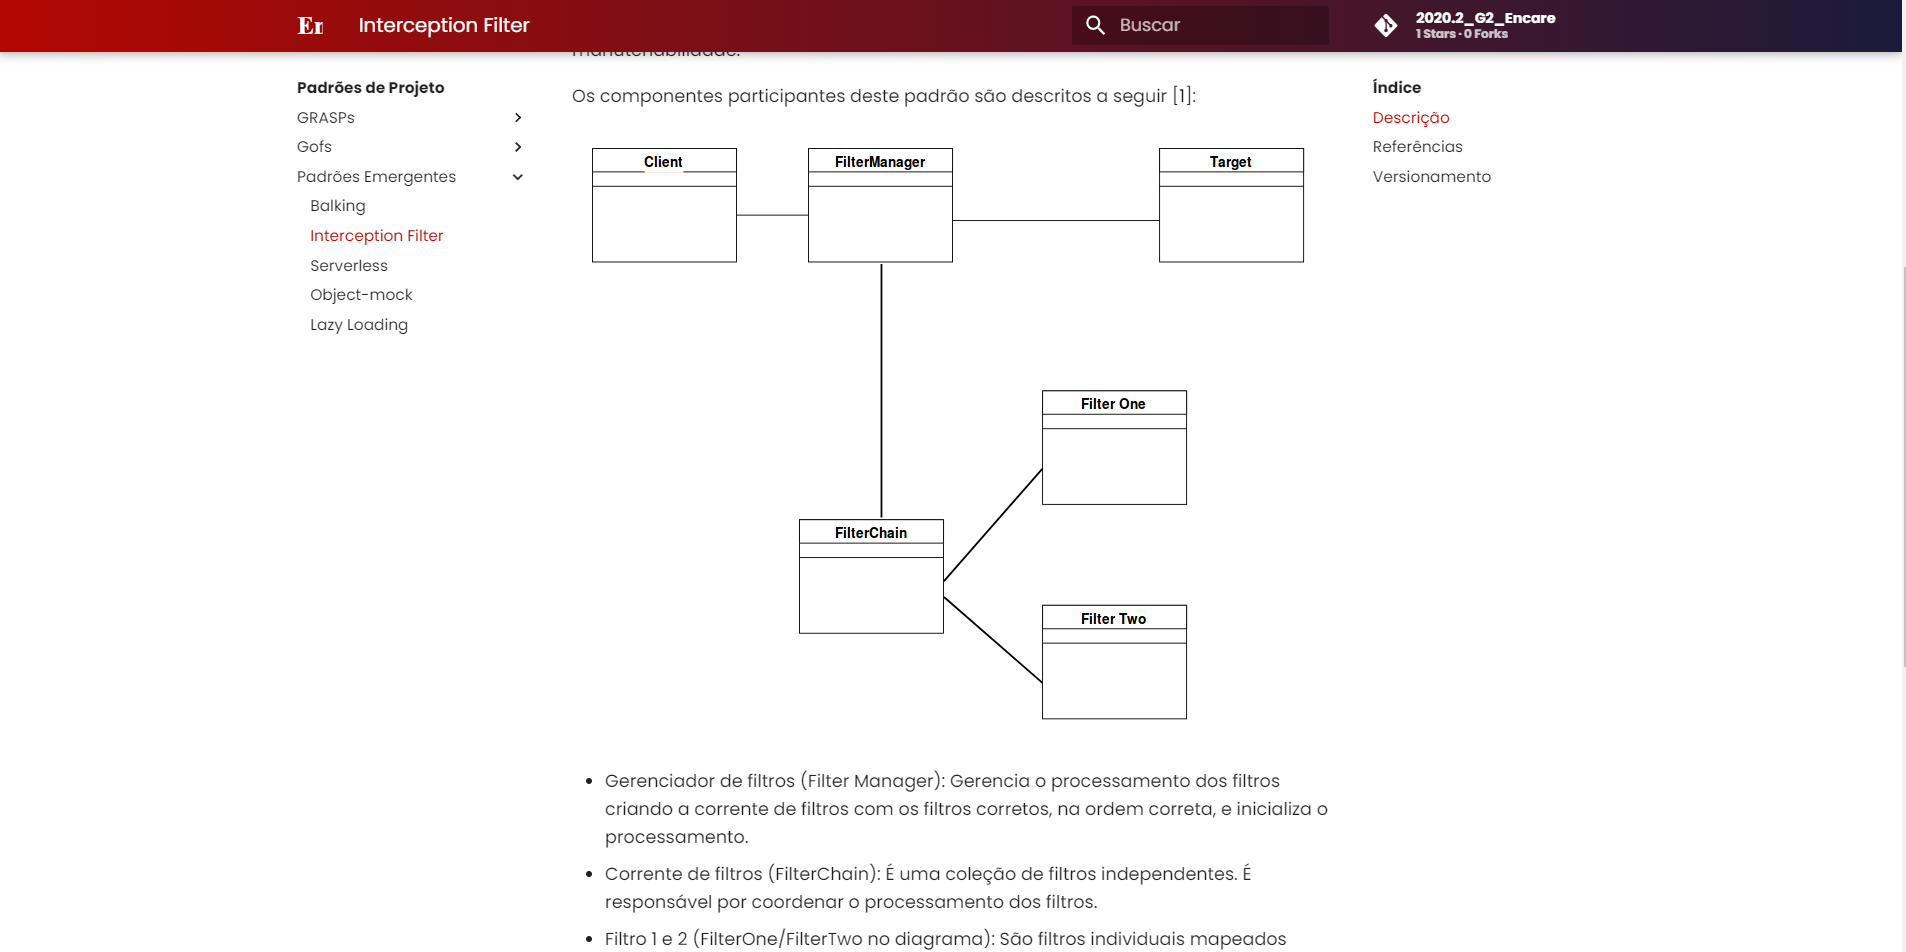 Interception Filter
Buscar
2020.2_G2_Encare
1 Stars · 0 Forks
Padrões de Projeto
GRASPs
Gofs
Padrões Emergentes
Balking
Interception Filter
Serverless
Object-mock
Lazy Loading
manutenabilidade.
Os componentes participantes deste padrão são descritos a seguir [1]:
Client
FilterManager
Target
Filter One
FilterChain
Filter Two
• Gerenciador de filtros (Filter Manager): Gerencia o processamento dos filtros
criando a corrente de filtros com os filtros corretos, na ordem correta, e inicializa o
processamento.
• Corrente de filtros (FilterChain): É uma coleção de filtros independentes. É
responsável por coordenar o processamento dos filtros.
• Filtro 1 e 2 (FilterOne/FilterTwo no diagrama): São filtros individuais mapeados
Índice
Descrição
Referências
Versionamento